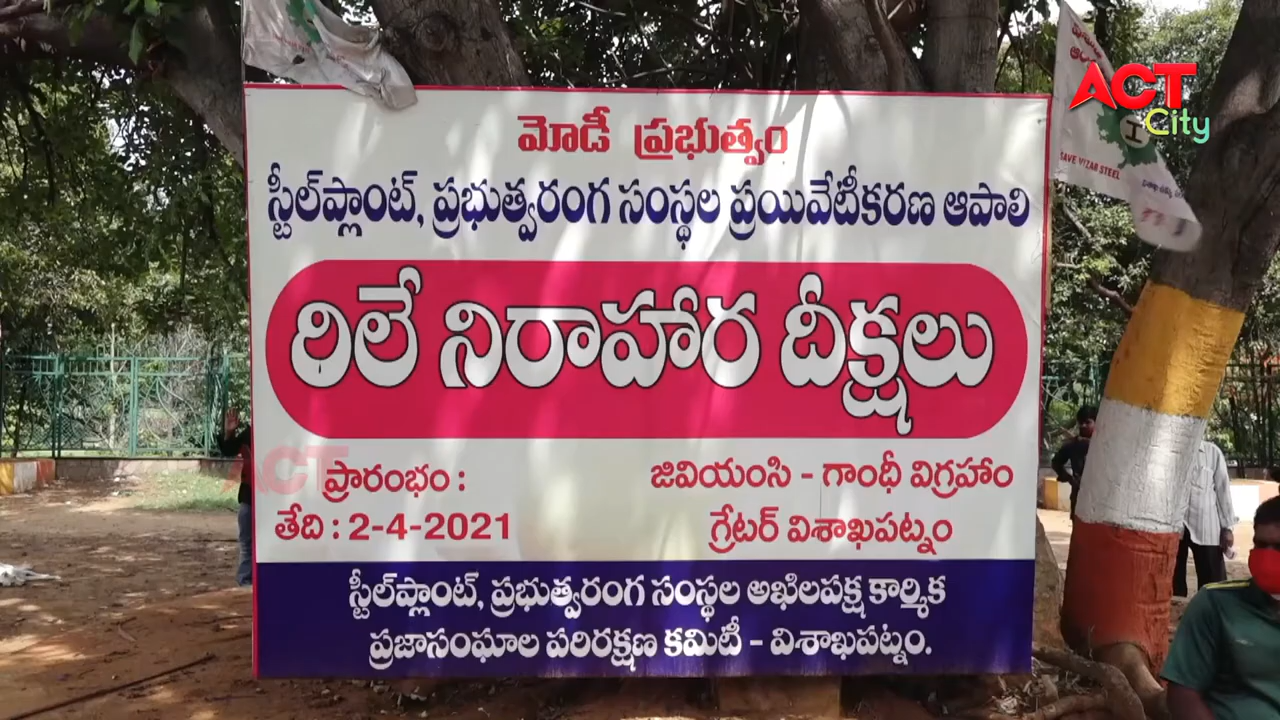 ACT
City
మోడీ ప్రభుత్వం
స్టీల్‌ప్లాంట్, ప్రభుత్వరంగ సంస్థల ప్రయివేటీకరణ ఆపాలి
రిలే నిరాహార దీక్షలు
ప్రారంభం :
తేది : 2-4-2021
జివియంసి - గాంధీ విగ్రహాం
గ్రేటర్ విశాఖపట్నం
స్టీల్‌ప్లాంట్, ప్రభుత్వరంగ సంస్థల అఖిలపక్ష కార్మిక
ప్రజాసంఘాల పరిరక్షణ కమిటీ - విశాఖపట్నం.
SAVE VIZAG STEEL
ACT